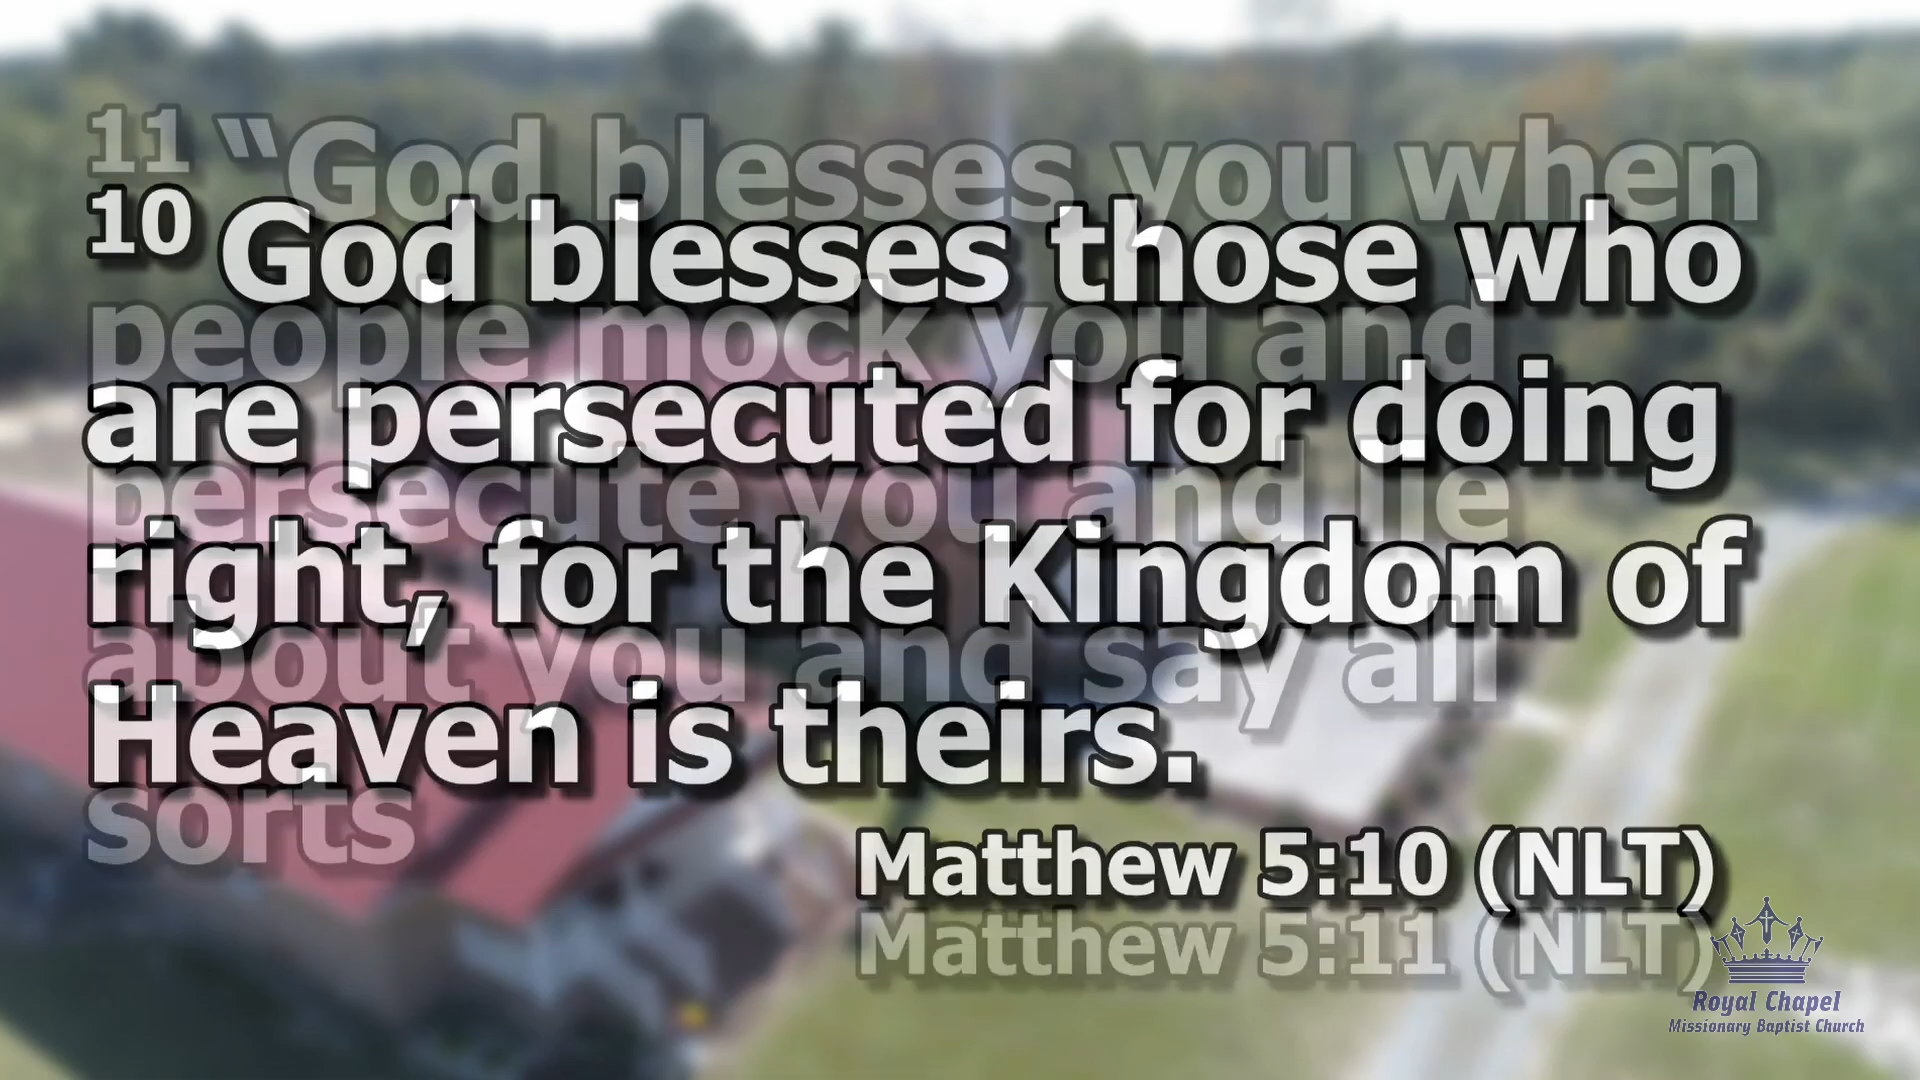 11 “God blesses you when
people mock you and
persecute you and lie
about you and say all
sorts
Matthew 5:11 (NLT)
10 God blesses those who
are persecuted for doing
right, for the Kingdom of
Heaven is theirs.
Matthew 5:10 (NLT)
Royal Chapel
Missionary Baptist Church